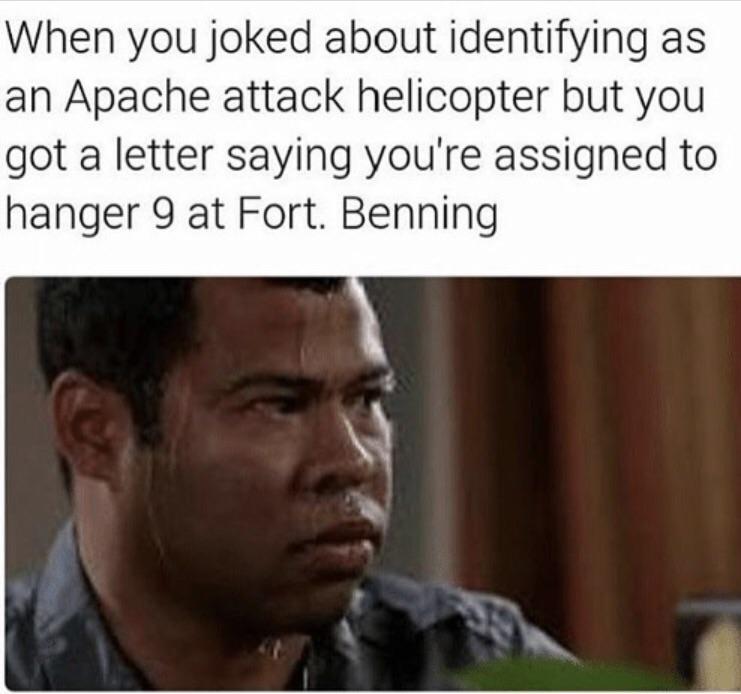 When you joked about identifying as
an Apache attack helicopter but you
got a letter saying you're assigned to
hanger 9 at Fort. Benning